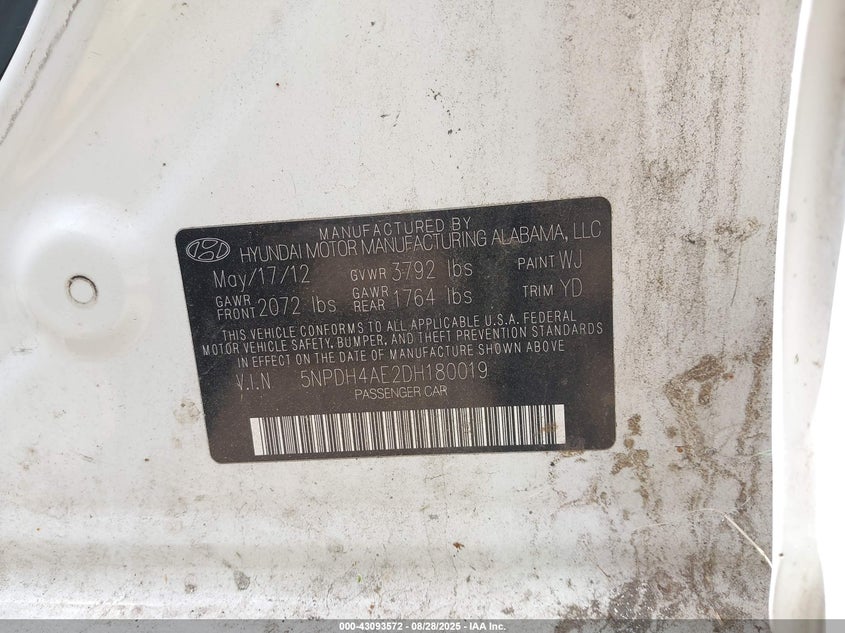 MANUFACTURED BY
HYUNDAI MOTOR MANUFACTURING ALABAMA, LLC
May/17/12 GVWR 3792 lbs PAINT WJ
GAWR FRONT 2072 lbs GAWR REAR 1764 lbs TRIM YD
THIS VEHICLE CONFORMS TO ALL APPLICABLE U.S.A. FEDERAL
MOTOR VEHICLE SAFETY, BUMPER, AND THEFT PREVENTION STANDARDS
IN EFFECT ON THE DATE OF MANUFACTURE SHOWN ABOVE
V.I.N 5NPDH4AE2DH180019
PASSENGER CAR
000-43093572 - 08/28/2025 - IAA Inc.